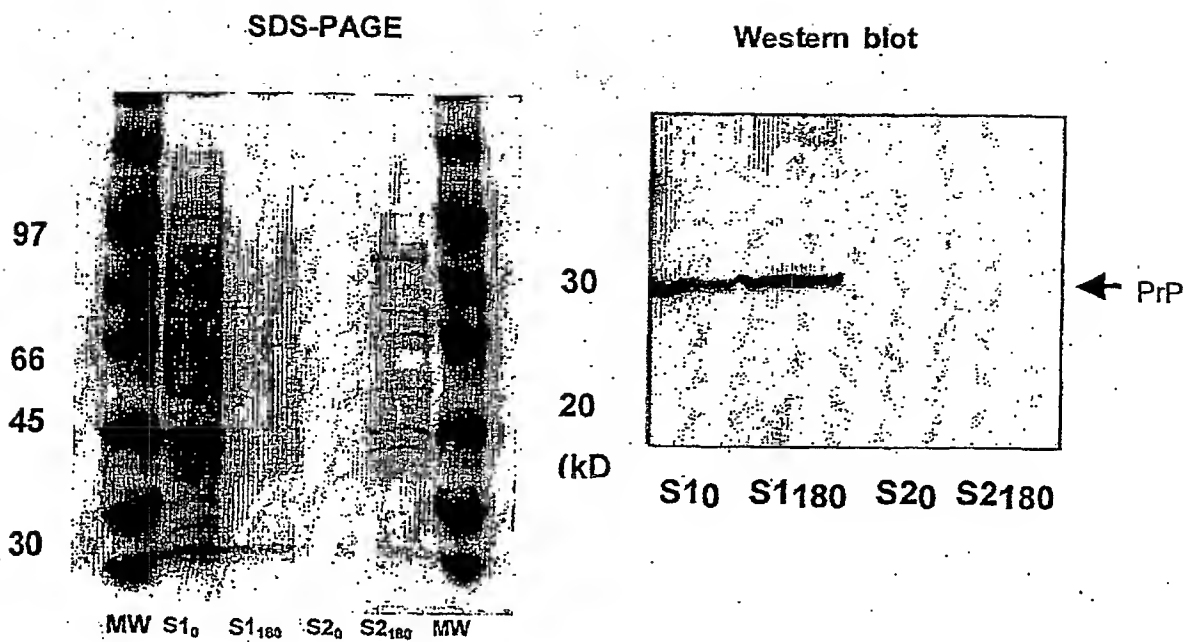 SDS-PAGE
Western blot
97
66
45
30
MW S1₀ S1₁₈₀ S2₀ S2₁₈₀ MW
30
20
(kD
PrP
S1₀ S1₁₈₀ S2₀ S2₁₈₀